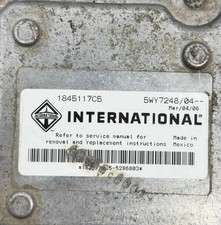 1845117C5 5WY7248/04--
Mar/04/06
INTERNATIONAL
INTERNATIONAL
Refer to service manual for Made in
removal and replacement instructions Mexico